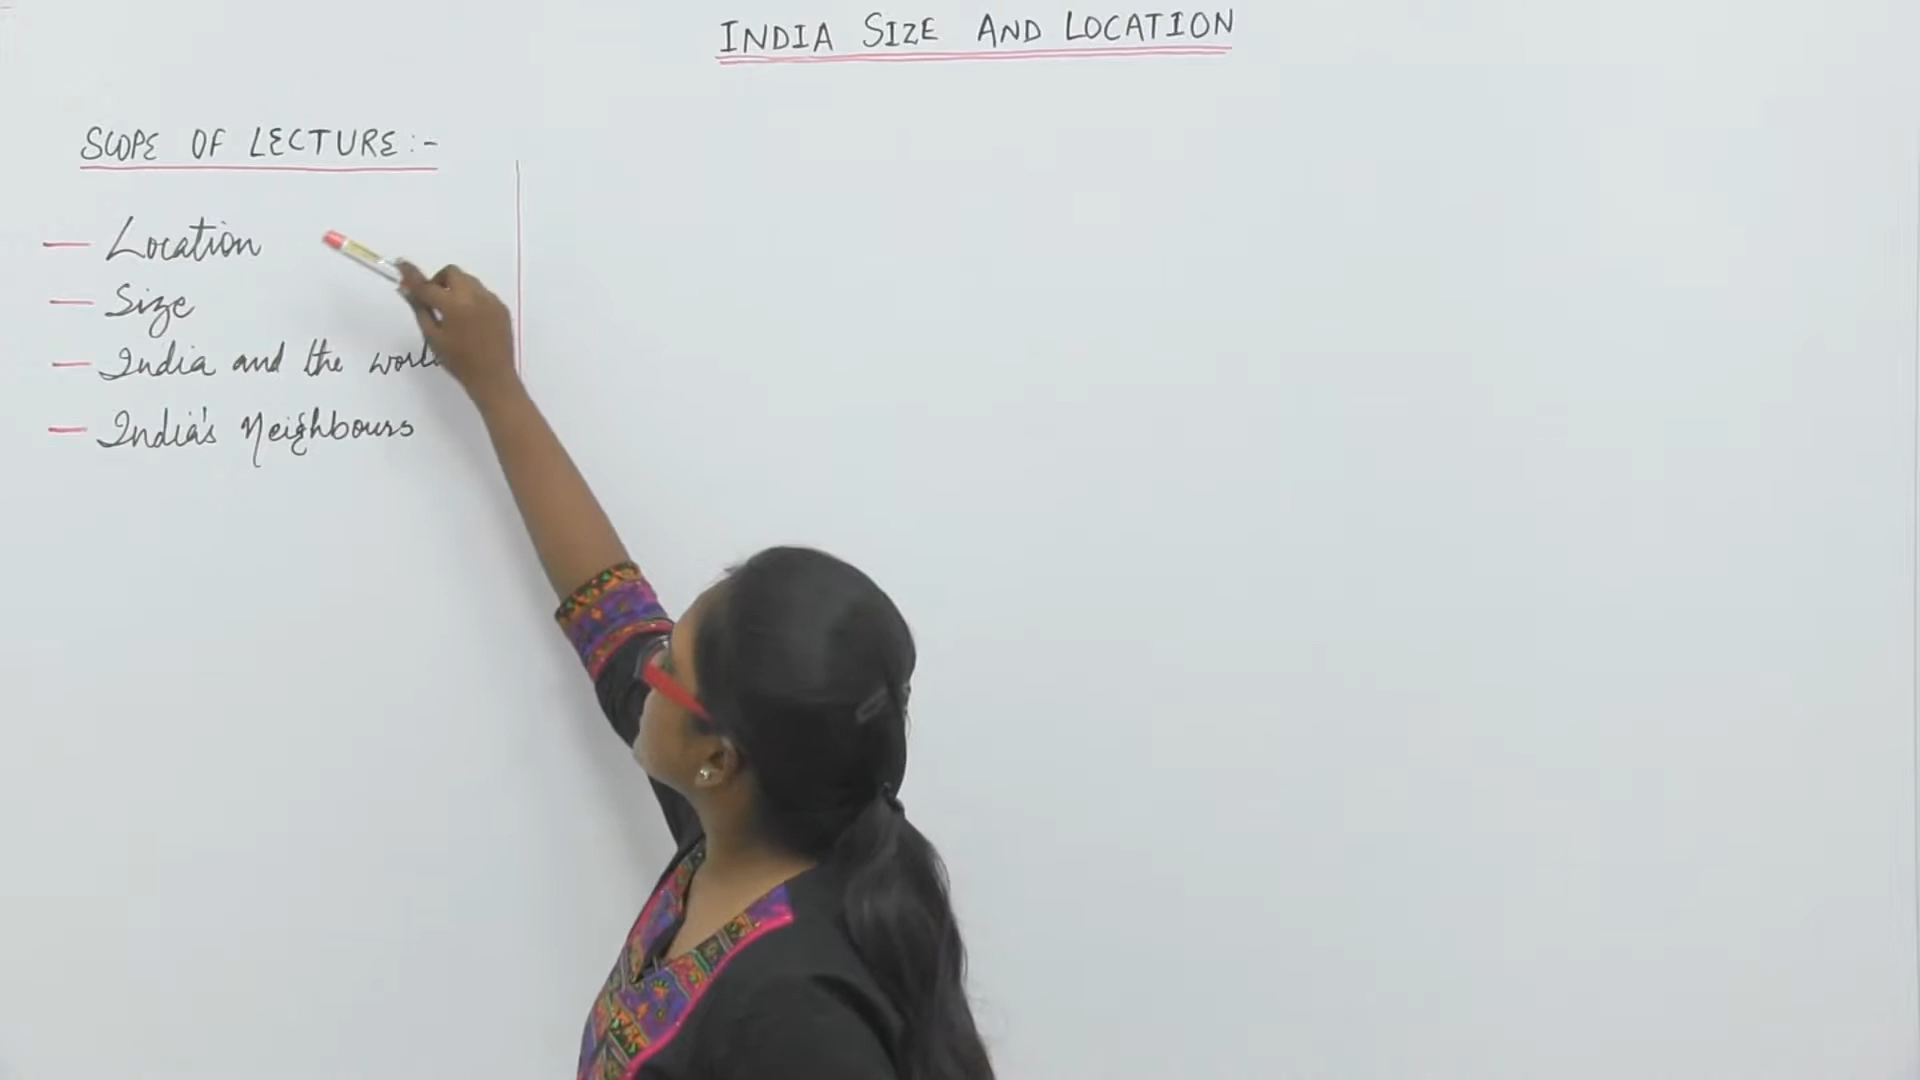 INDIA SIZE AND LOCATION
SCOPE OF LECTURE:-
— Location
— Size
— India and the world
— India's Neighbours